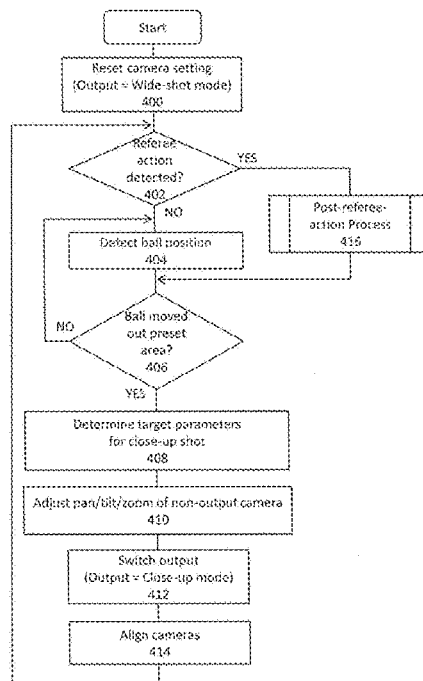 Start
Reset camera setting
(Output = Wide-shot mode)
400
Referee
action
detected?
402
YES
NO
Post-referee-
action Process
416
Detect ball position
404
NO
Ball moved
out preset
area?
406
YES
Determine target parameters
for close-up shot
408
Adjust pan/tilt/zoom of non-output camera
410
Switch output
(Output = Close-up mode)
412
Align cameras
414